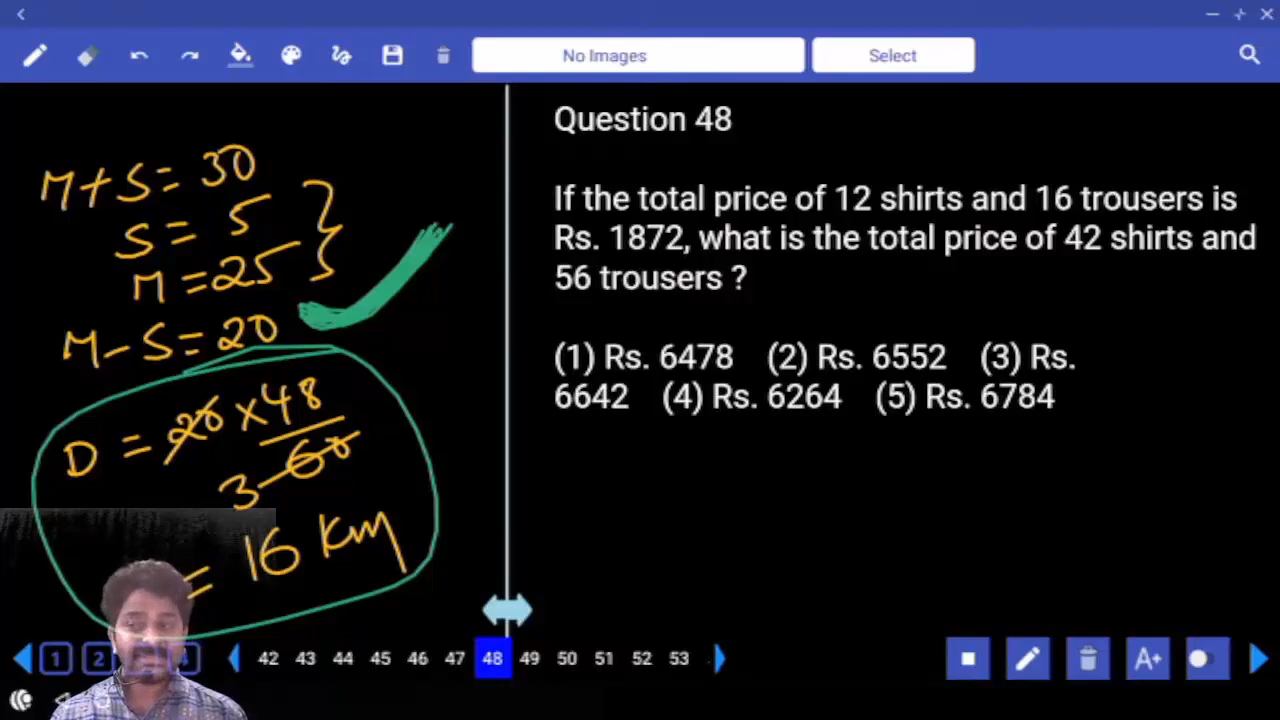 No Images
Select
M+S=30
S=5
M=25
M-S=20
D=20×48
3 60
=16 Km
Question 48
If the total price of 12 shirts and 16 trousers is
Rs. 1872, what is the total price of 42 shirts and
56 trousers ?
(1) Rs. 6478 (2) Rs. 6552 (3) Rs.
6642 (4) Rs. 6264 (5) Rs. 6784
1 2 4 42 43 44 45 46 47 48 49 50 51 52 53
A+